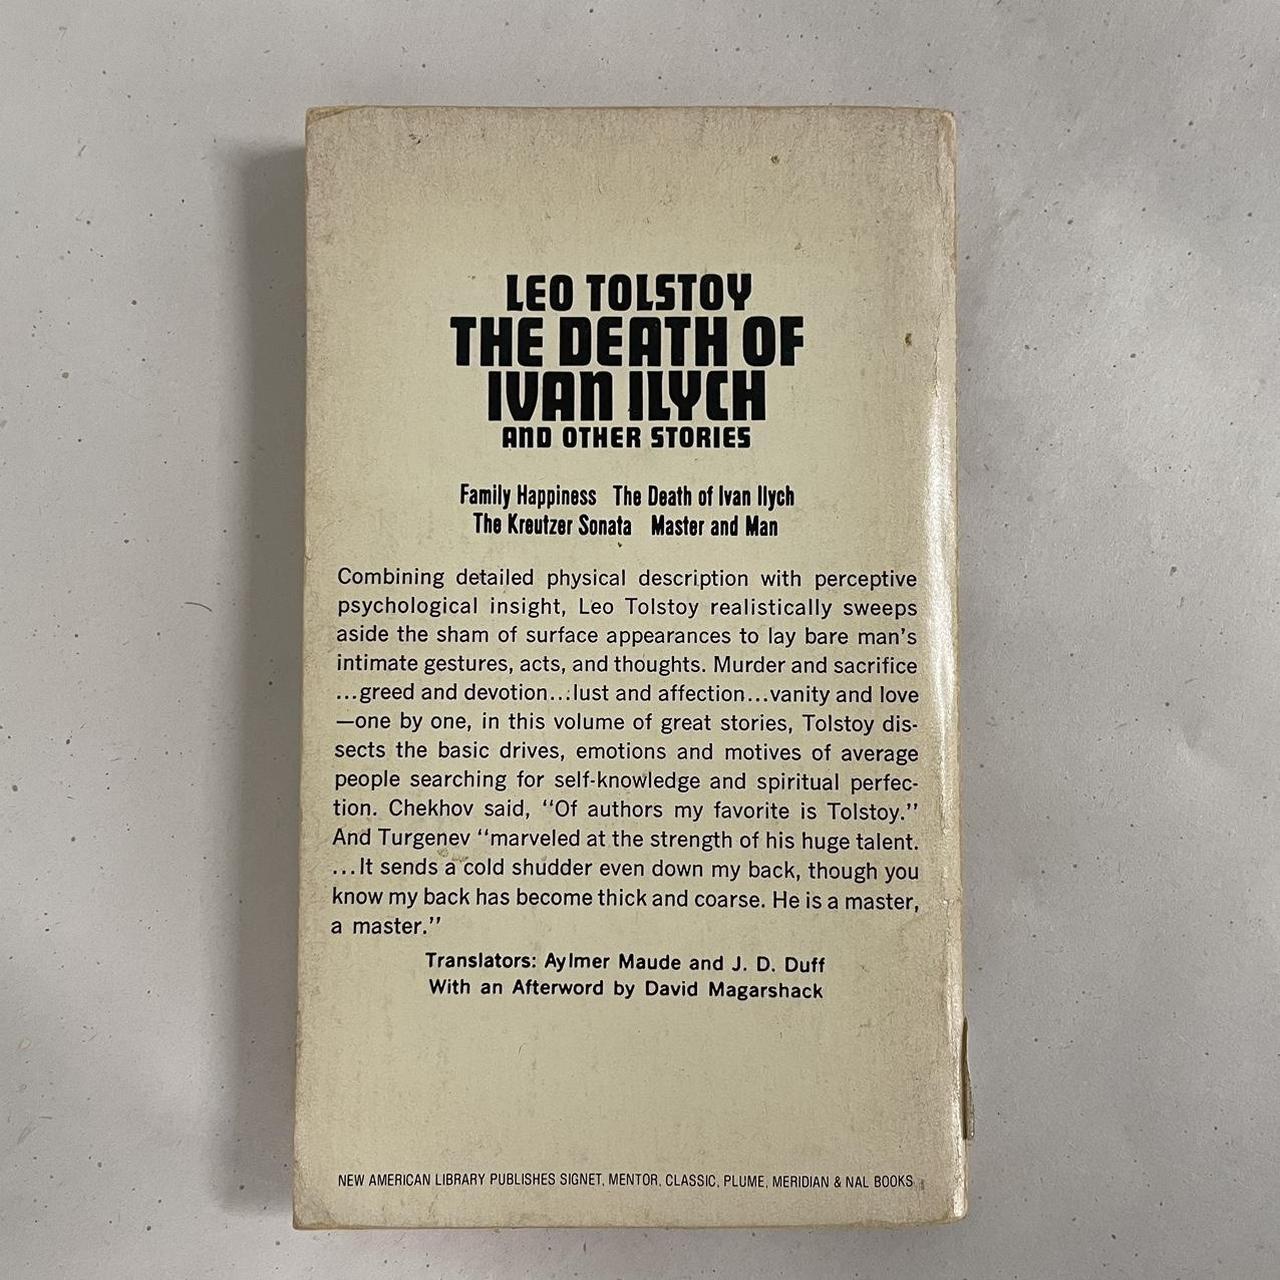 LEO TOLSTOY
THE DEATH OF
IVAN ILYCH
AND OTHER STORIES
Family Happiness The Death of Ivan Ilych
The Kreutzer Sonata Master and Man
Combining detailed physical description with perceptive
psychological insight, Leo Tolstoy realistically sweeps
aside the sham of surface appearances to lay bare man's
intimate gestures, acts, and thoughts. Murder and sacrifice
...greed and devotion...lust and affection...vanity and love
—one by one, in this volume of great stories, Tolstoy dis-
sects the basic drives, emotions and motives of average
people searching for self-knowledge and spiritual perfec-
tion. Chekhov said, "Of authors my favorite is Tolstoy."
And Turgenev "marveled at the strength of his huge talent.
...It sends a cold shudder even down my back, though you
know my back has become thick and coarse. He is a master,
a master."
Translators: Aylmer Maude and J. D. Duff
With an Afterword by David Magarshack
NEW AMERICAN LIBRARY PUBLISHES SIGNET, MENTOR, CLASSIC, PLUME, MERIDIAN & NAL BOOKS